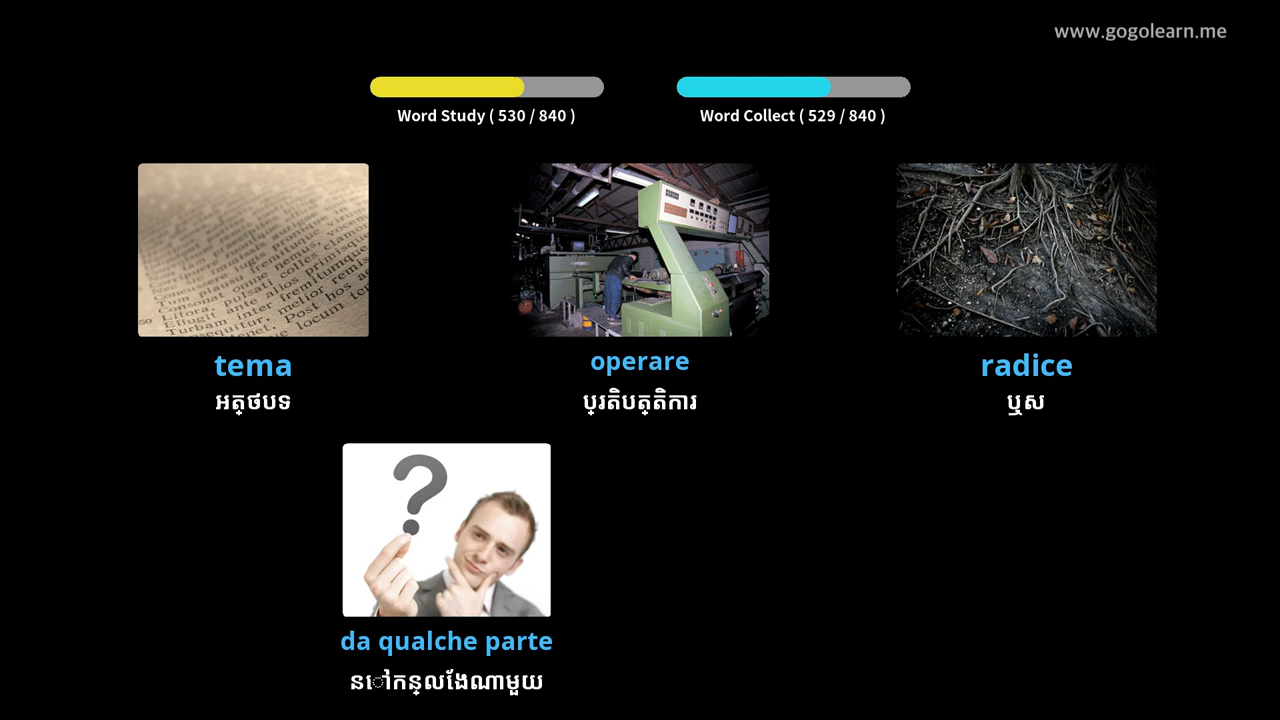 www.gogolearn.me
Word Study ( 530 / 840 )
Word Collect ( 529 / 840 )
tema
អត្ថបទ
operare
ប្រតិបត្តិការ
radice
ឬស
da qualche parte
នៅកន្លែងណាមួយ